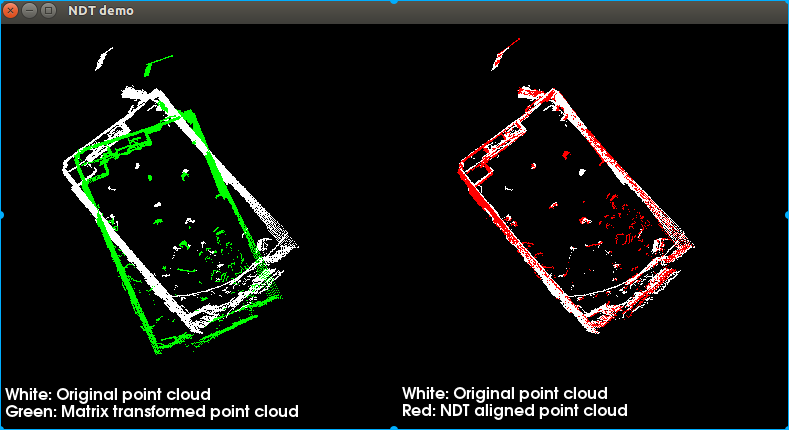 NDT demo
White: Original point cloud
Green: Matrix transformed point cloud
White: Original point cloud
Red: NDT aligned point cloud